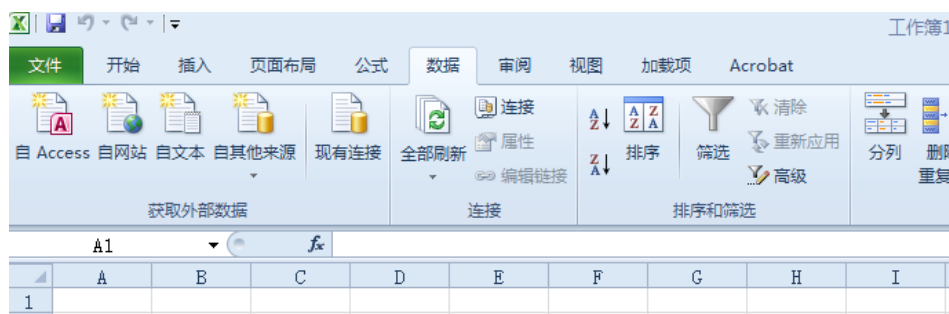 工作簿1
文件 开始 插入 页面布局 公式 数据 审阅 视图 加载项 Acrobat
自 Access 自网站 自文本 自其他来源 现有连接 全部刷新 连接 属性 编辑链接 排序 筛选 清除 重新应用 高级 分列 删除
重复
获取外部数据 连接 排序和筛选
A1 fx
A B C D E F G H I
1